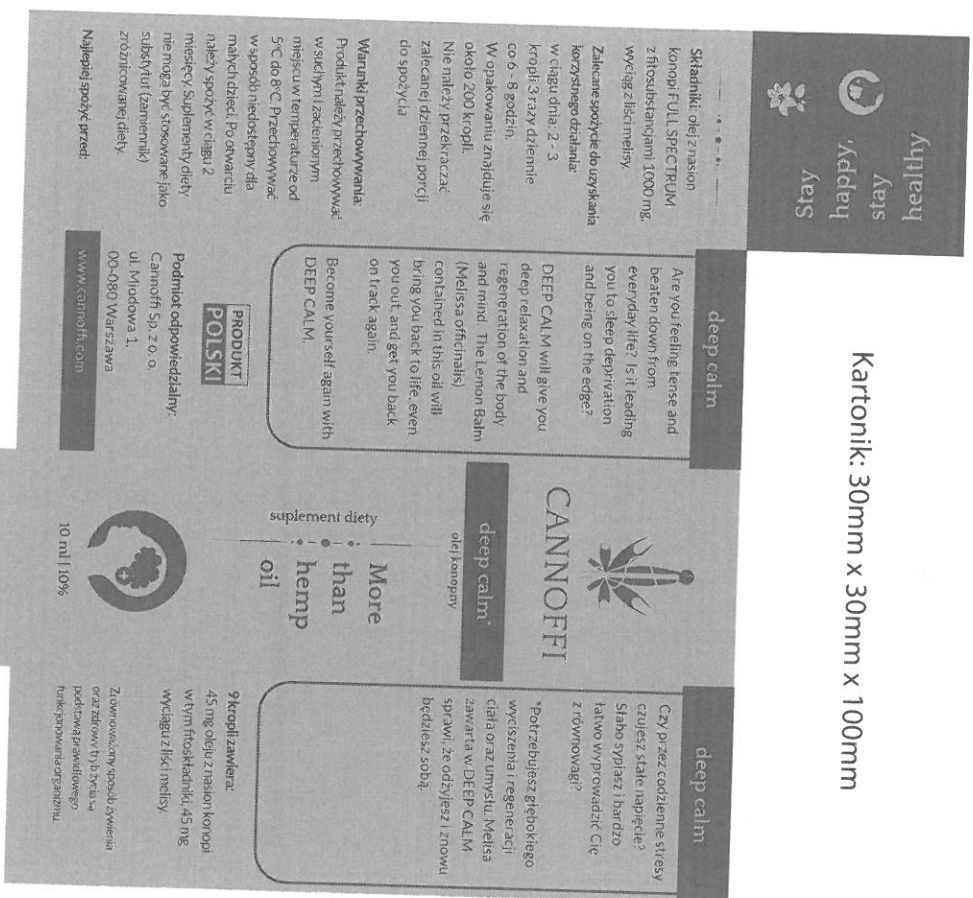 Kartonik: 30mm x 30mm x 100mm
Stay
happy
stay
healthy
Składniki: olej z nasion
konopi FULL SPECTRUM
z fitosubstancjami 1000 mg,
wyciąg z liści melisy.
Zalecane spożycie do uzyskania
korzystnego działania:
w ciągu dnia: 2 - 3
kropli 3 razy dziennie
co 6 - 8 godzin.
W opakowaniu znajduje się
około 200 kropli.
Nie należy przekraczać
zalecanej dziennej porcji
do spożycia
Warunki przechowywania:
Produkt należy przechowywać
w suchym i zacienionym
miejscu w temperaturze od
5°C do 8°C. Przechowywać
w sposób niedostępny dla
małych dzieci. Po otwarciu
należy spożyć w ciągu 2
miesięcy. Suplementy diety
nie mogą być stosowane jako
substytut (zamiennik)
zróżnicowanej diety.
Najlepiej spożyć przed:
deep calm
Are you feeling tense and
beaten down from
everyday life? Is it leading
you to sleep deprivation
and being on the edge?
DEEP CALM will give you
deep relaxation and
regeneration of the body
and mind. The Lemon Balm
(Melissa officinalis)
contained in this oil will
bring you back to life, even
you out, and get you back
on track again.
Become yourself again with
DEEP CALM.
PRODUKT
POLSKI
Podmiot odpowiedzialny:
Cannoffi Sp. z o. o.
ul. Miodowa 1.
00-080 Warszawa
www.cannoffi.com
CANNOFFI
deep calm*
olej konopny
suplement diety
More
than
hemp
oil
10 ml | 10%
deep calm
Czy przez codzienne stresy
czujesz stałe napięcie?
Słabo sypiasz i bardzo
łatwo wyprowadzić Cię
z równowagi?
*Potrzebujesz głębokiego
wyciszenia i regeneracji
ciała oraz umysłu. Melisa
zawarta w DEEP CALM
sprawi, że odżyjesz i znowu
będziesz sobą.
9 kropli zawiera:
45 mg oleju z nasion konopi
w tym fitoskładniki, 45 mg
wyciągu z liści melisy.
Zrównoważony sposób żywienia
oraz zdrowy tryb życia są
podstawą prawidłowego
funkcjonowania organizmu.